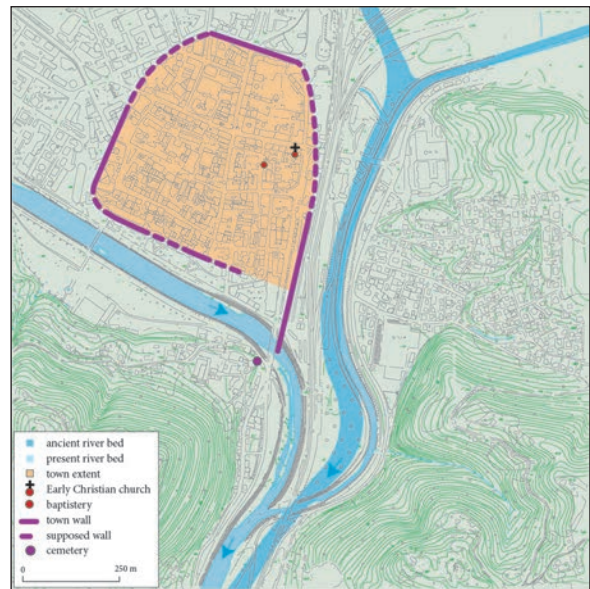 ancient river bed
present river bed
town extent
Early Christian church
baptistery
town wall
supposed wall
cemetery
0 250 m